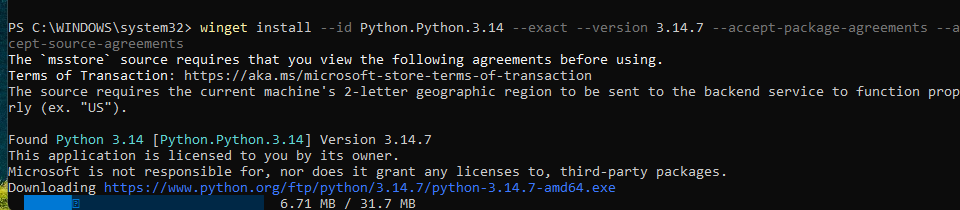 PS C:\WINDOWS\system32> winget install --id Python.Python.3.14 --exact --version 3.14.7 --accept-package-agreements --a
ccept-source-agreements
The `msstore` source requires that you view the following agreements before using.
Terms of Transaction: https://aka.ms/microsoft-store-terms-of-transaction
The source requires the current machine's 2-letter geographic region to be sent to the backend service to function prop
rly (ex. "US").
Found Python 3.14 [Python.Python.3.14] Version 3.14.7
This application is licensed to you by its owner.
Microsoft is not responsible for, nor does it grant any licenses to, third-party packages.
Downloading https://www.python.org/ftp/python/3.14.7/python-3.14.7-amd64.exe
6.71 MB / 31.7 MB